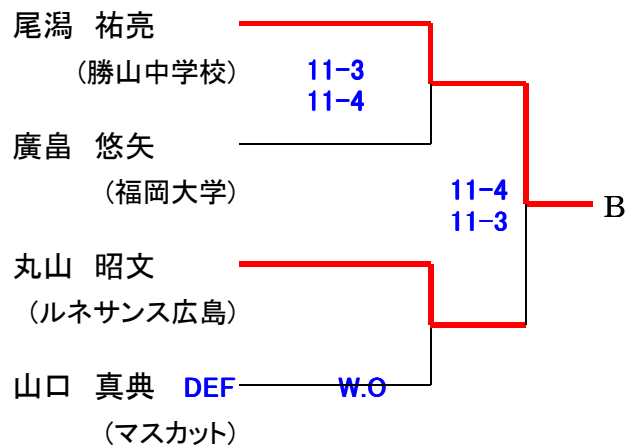 尾潟　祐亮
(勝山中学校)
11-3
11-4
廣畠　悠矢
(福岡大学)
11-4
11-3
B
丸山　昭文
(ルネサンス広島)
山口　真典 DEF W.O
(マスカット)